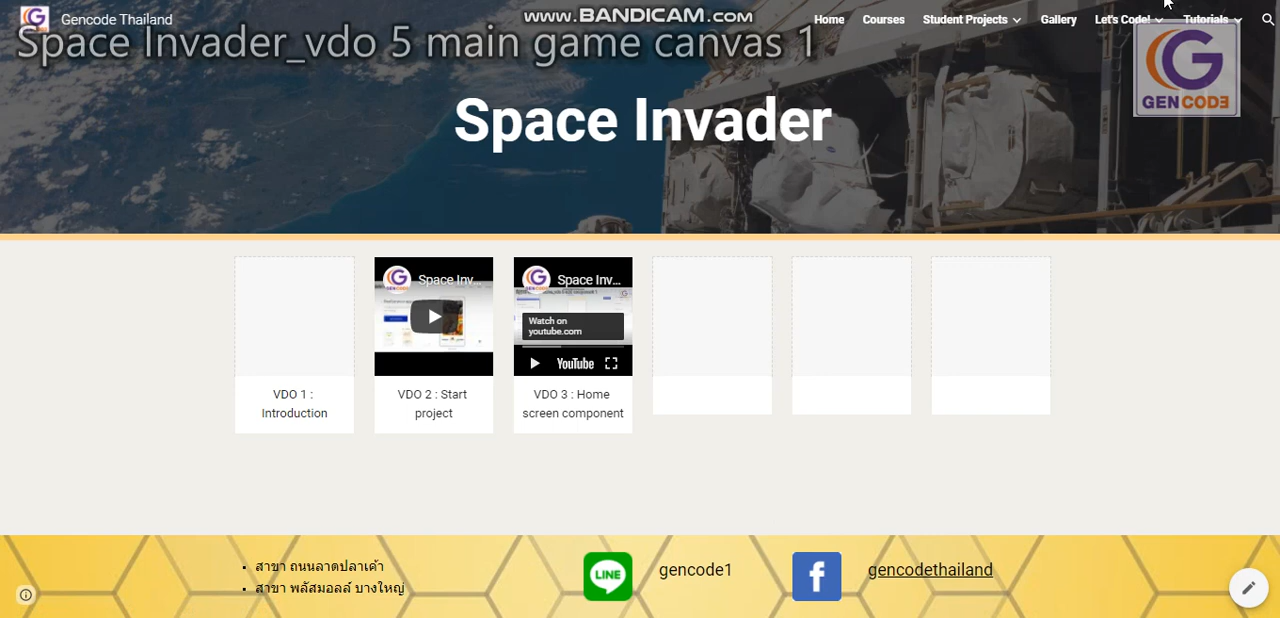 Gencode Thailand
www.BANDICAM.com
Home
Courses
Student Projects
Gallery
Let's Code!
Tutorials
Space Invader_vdo 5 main game canvas 1
GENCODE
Space Invader
Space Inv...
Space Inv...
Watch on
youtube.com
YouTube
VDO 1 :
Introduction
VDO 2 : Start
project
VDO 3 : Home
screen component
สาขา ถนนลาดปลาเค้า
สาขา พลัสมอลล์ บางใหญ่
LINE
gencode1
gencodethailand